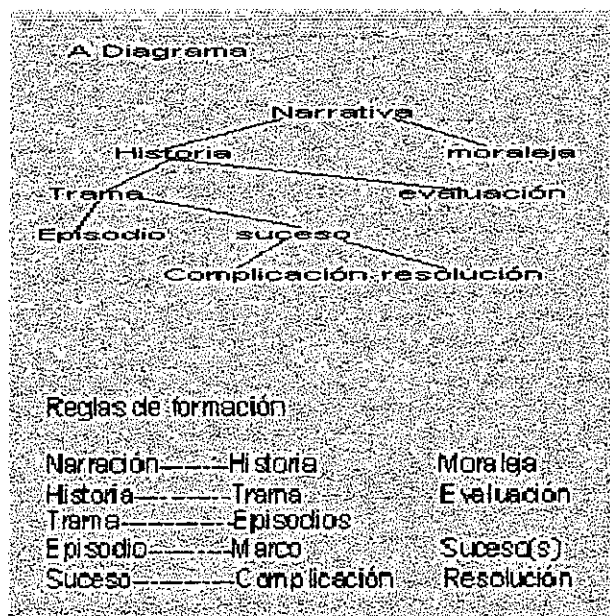 A Diagrama
Narrativa
Historia moraleja
Trama evaluación
Episodio suceso
Complicación resolución
Reglas de formación
Narración------Historia Moraleja
Historia------Trama Evaluación
Trama------Episodios
Episodio------Marco Suceso(s)
Suceso------Complicación Resolución